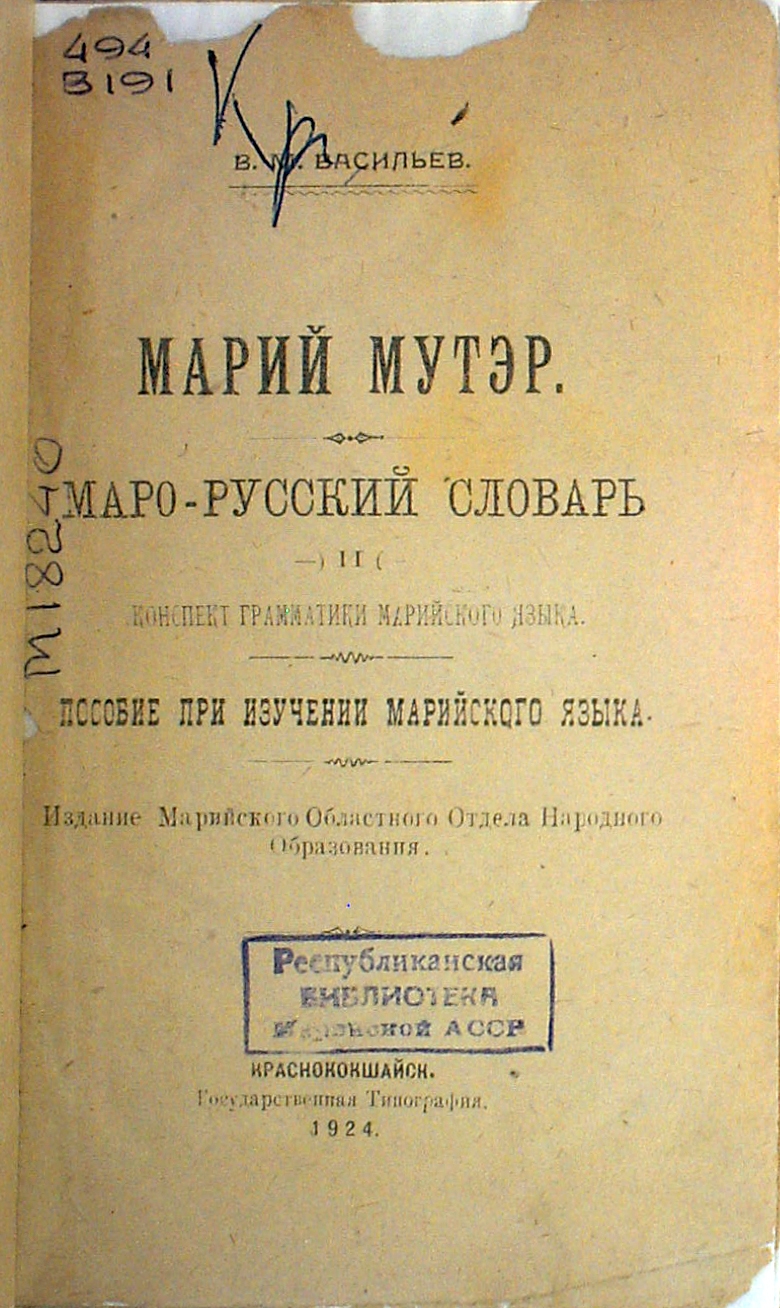 494
В191
Кр
В. М. ВАСИЛЬЕВ.
МАРИЙ МУТЭР.
МАРО-РУССКИЙ СЛОВАРЬ
—) II (—
КОНСПЕКТ ГРАММАТИКИ МАРИЙСКОГО ЯЗЫКА.
ПОСОБИЕ ПРИ ИЗУЧЕНИИ МАРИЙСКОГО ЯЗЫКА.
Издание Марийского Областного Отдела Народного
Образования.
Республиканская
БИБЛИОТЕКА
АССР
КРАСНОКОКШАЙСК.
Государственная Типография.
1924.